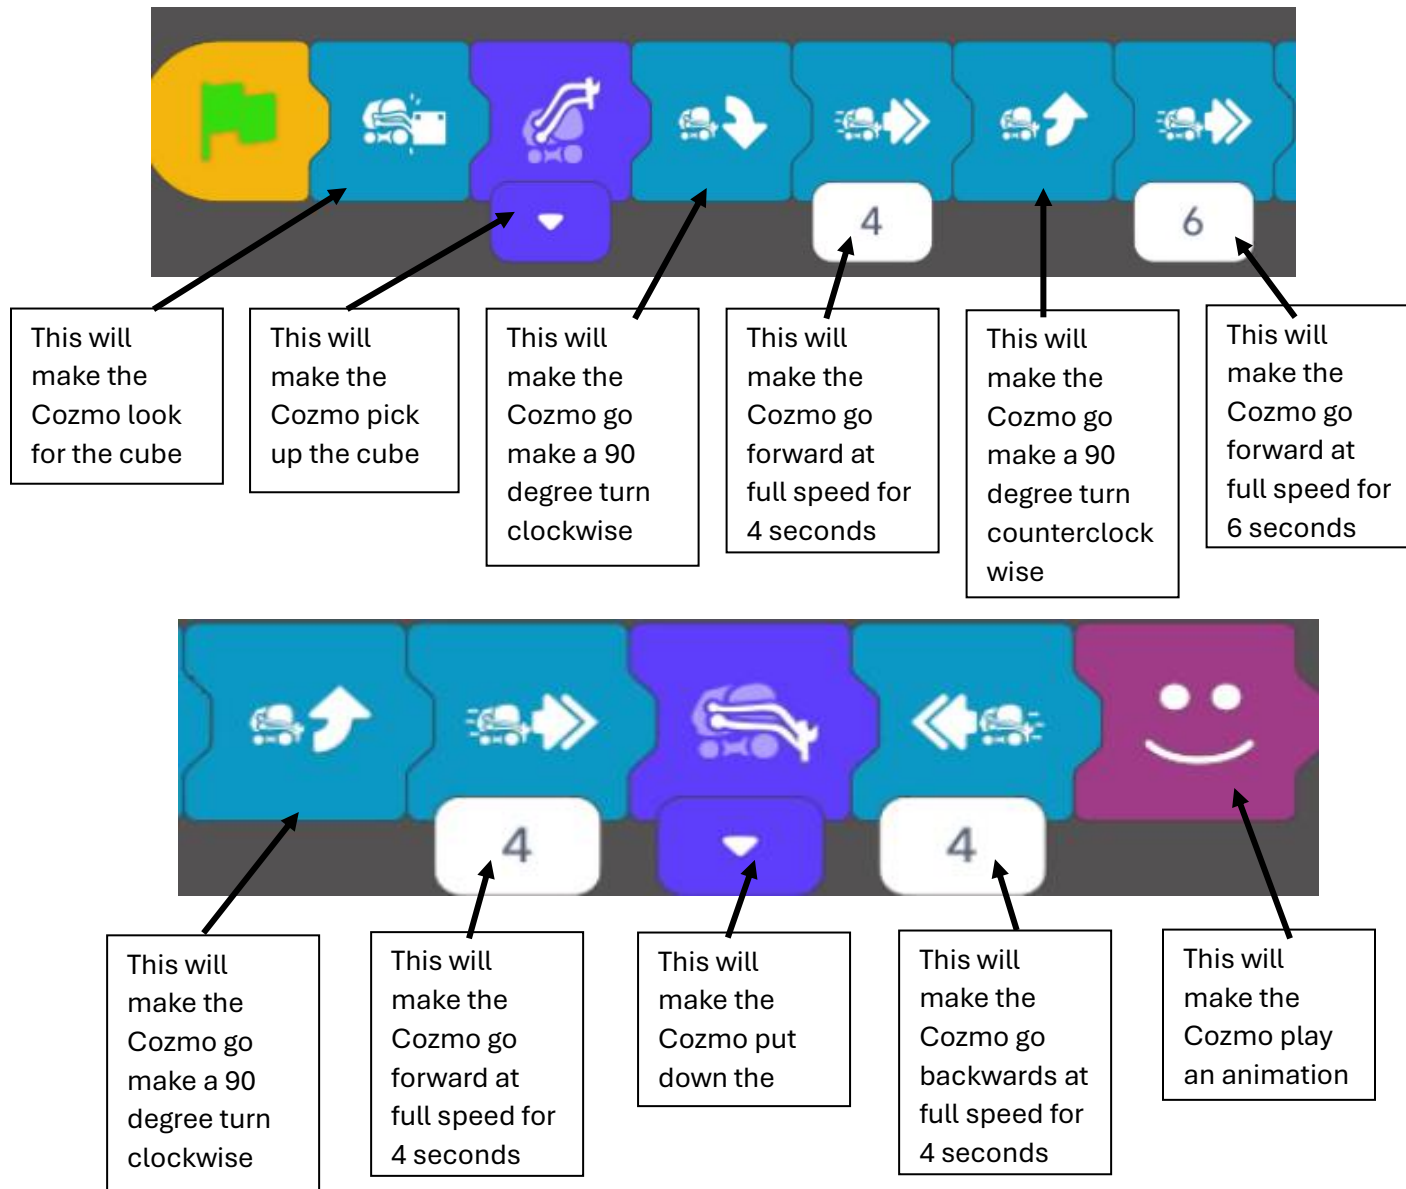 4
6
This will
make the
Cozmo look
for the cube
This will
make the
Cozmo pick
up the cube
This will
make the
Cozmo go
make a 90
degree turn
clockwise
This will
make the
Cozmo go
forward at
full speed for
4 seconds
This will
make the
Cozmo go
make a 90
degree turn
counterclock
wise
This will
make the
Cozmo go
forward at
full speed for
6 seconds
4
4
This will
make the
Cozmo go
make a 90
degree turn
clockwise
This will
make the
Cozmo go
forward at
full speed for
4 seconds
This will
make the
Cozmo put
down the
This will
make the
Cozmo go
backwards at
full speed for
4 seconds
This will
make the
Cozmo play
an animation